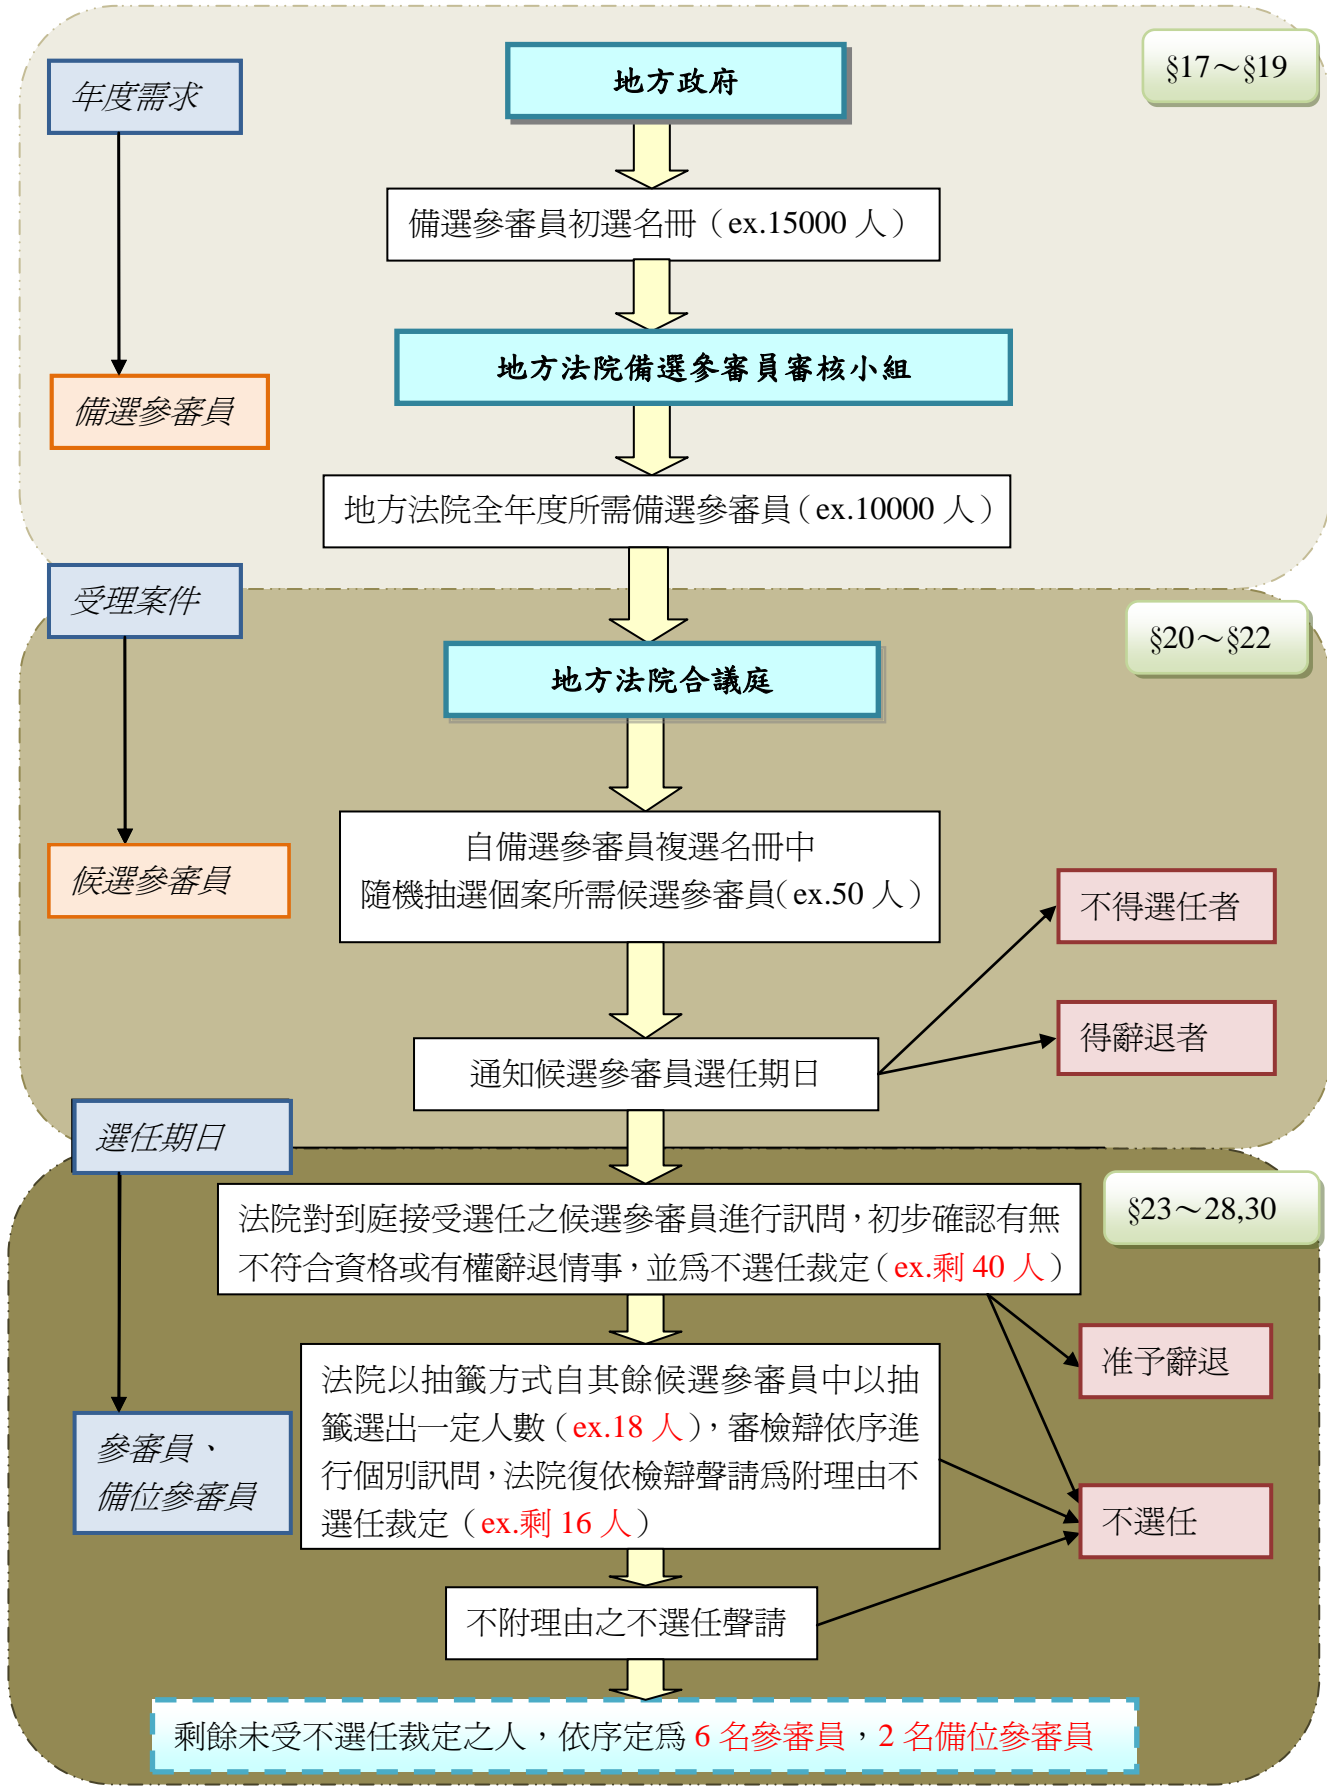 地方政府
§17～§19
年度需求
備選參審員初選名冊（ex.15000 人）
地方法院備選參審員審核小組
備選參審員
地方法院全年度所需備選參審員（ex.10000 人）
受理案件
§20～§22
地方法院合議庭
自備選參審員複選名冊中
隨機抽選個案所需候選參審員（ex.50 人）
候選參審員
不得選任者
得辭退者
通知候選參審員選任期日
選任期日
§23～28,30
法院對到庭接受選任之候選參審員進行訊問，初步確認有無
不符合資格或有權辭退情事，並為不選任裁定（ex.剩 40 人）
准予辭退
法院以抽籤方式自其餘候選參審員中以抽
籤選出一定人數（ex.18 人），審檢辯依序進
行個別訊問，法院復依檢辯聲請為附理由不
選任裁定（ex.剩 16 人）
參審員、
備位參審員
不選任
不附理由之不選任聲請
剩餘未受不選任裁定之人，依序定為 6 名參審員，2 名備位參審員